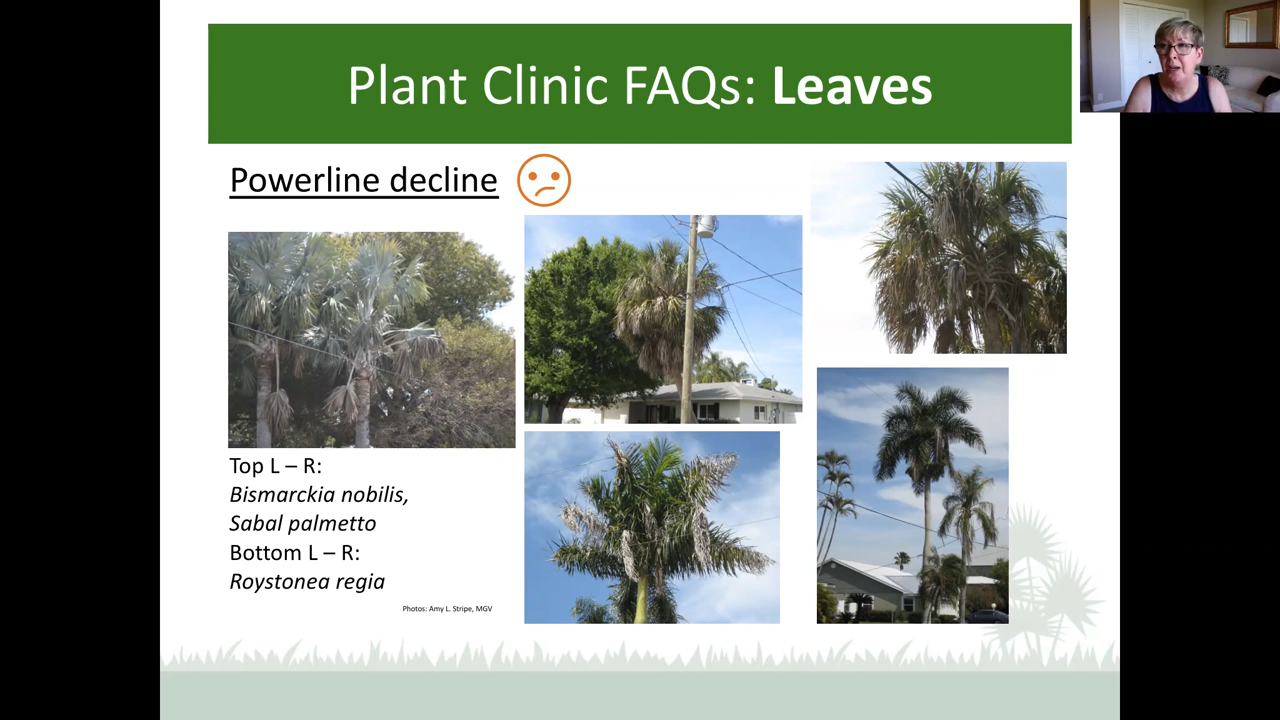 Plant Clinic FAQs: Leaves
Powerline decline
Top L – R:
Bismarckia nobilis,
Sabal palmetto
Bottom L – R:
Roystonea regia
Photos: Amy L. Stripe, MGV